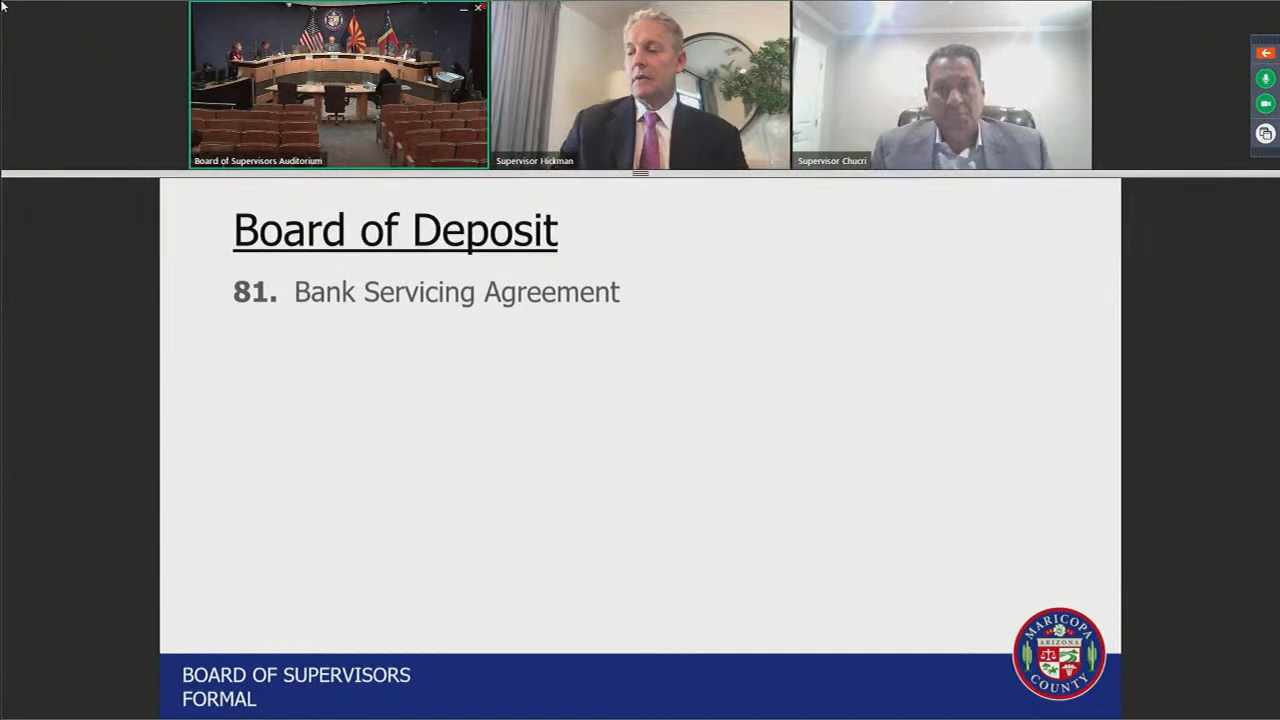 Board of Supervisors Auditorium
Supervisor Hickman
Supervisor Chucri
Board of Deposit
81. Bank Servicing Agreement
BOARD OF SUPERVISORS
FORMAL
MARICOPA
ARIZONA
COUNTY